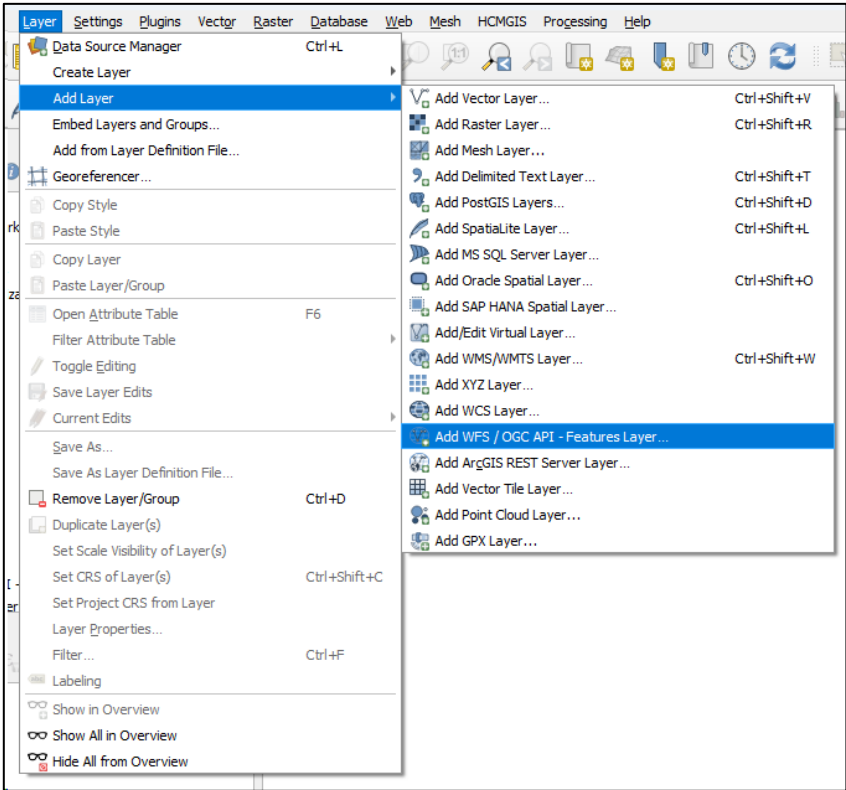 Layer Settings Plugins Vector Raster Database Web Mesh HCMGIS Processing Help
Data Source Manager Ctrl+L
Create Layer
Add Layer
Embed Layers and Groups...
Add from Layer Definition File...
Georeferencer...
Copy Style
Paste Style
Copy Layer
Paste Layer/Group
Open Attribute Table F6
Filter Attribute Table
Toggle Editing
Save Layer Edits
Current Edits
Save As...
Save As Layer Definition File...
Remove Layer/Group Ctrl+D
Duplicate Layer(s)
Set Scale Visibility of Layer(s)
Set CRS of Layer(s) Ctrl+Shift+C
Set Project CRS from Layer
Layer Properties...
Filter... Ctrl+F
Labeling
Show in Overview
Show All in Overview
Hide All from Overview
1:1
Add Vector Layer... Ctrl+Shift+V
Add Raster Layer... Ctrl+Shift+R
Add Mesh Layer...
Add Delimited Text Layer... Ctrl+Shift+T
Add PostGIS Layers... Ctrl+Shift+D
Add SpatiaLite Layer... Ctrl+Shift+L
Add MS SQL Server Layer...
Add Oracle Spatial Layer... Ctrl+Shift+O
Add SAP HANA Spatial Layer...
Add/Edit Virtual Layer...
Add WMS/WMTS Layer... Ctrl+Shift+W
Add XYZ Layer...
Add WCS Layer...
Add WFS / OGC API - Features Layer...
Add ArcGIS REST Server Layer...
Add Vector Tile Layer...
Add Point Cloud Layer...
Add GPX Layer...